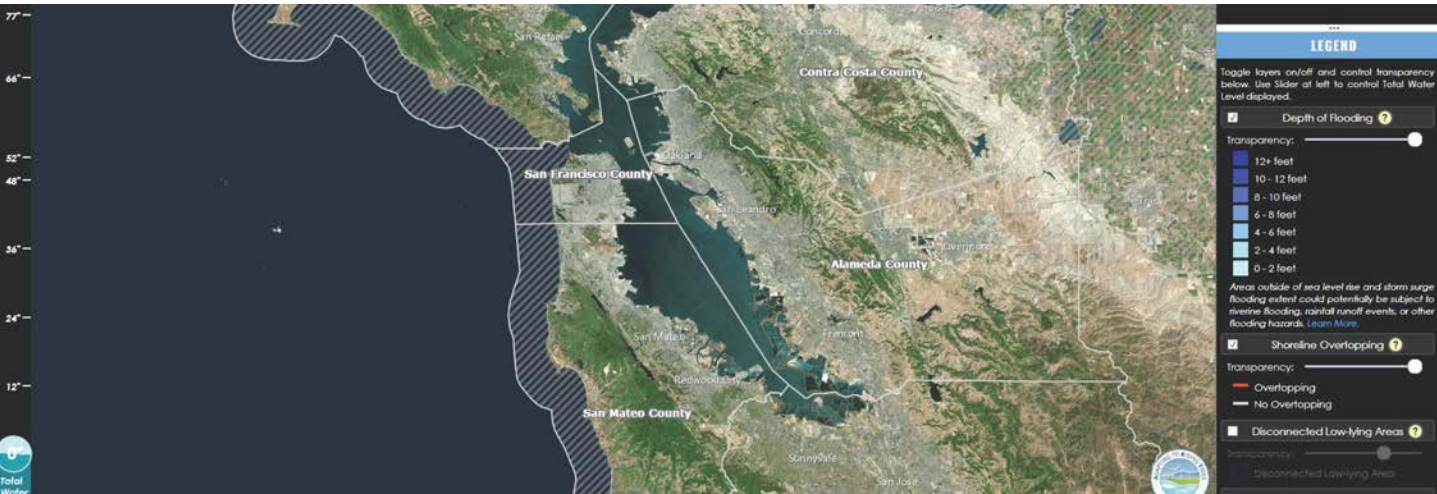 77"
66"
52"
48"
36"
24"
12"
0"
Total
Water
San Rafael
Concord
Contra Costa County
Oakland
San Francisco County
San Leandro
Livermore
Alameda County
San Mateo
Fremont
Redwood City
San Mateo County
Sunnyvale
San Jose
ADAPTING TO RISING TIDES
LEGEND
Toggle layers on/off and control transparency
below. Use Slider at left to control Total Water
Level displayed.
Depth of Flooding ?
Transparency:
12+ feet
10 - 12 feet
8 - 10 feet
6 - 8 feet
4 - 6 feet
2 - 4 feet
0 - 2 feet
Areas outside of sea level rise and storm surge
flooding extent could potentially be subject to
riverine flooding, rainfall runoff events, or other
flooding hazards. Learn More.
Shoreline Overtopping ?
Transparency:
Overtopping
No Overtopping
Disconnected Low-lying Areas ?
Transparency:
Disconnected Low-lying Area